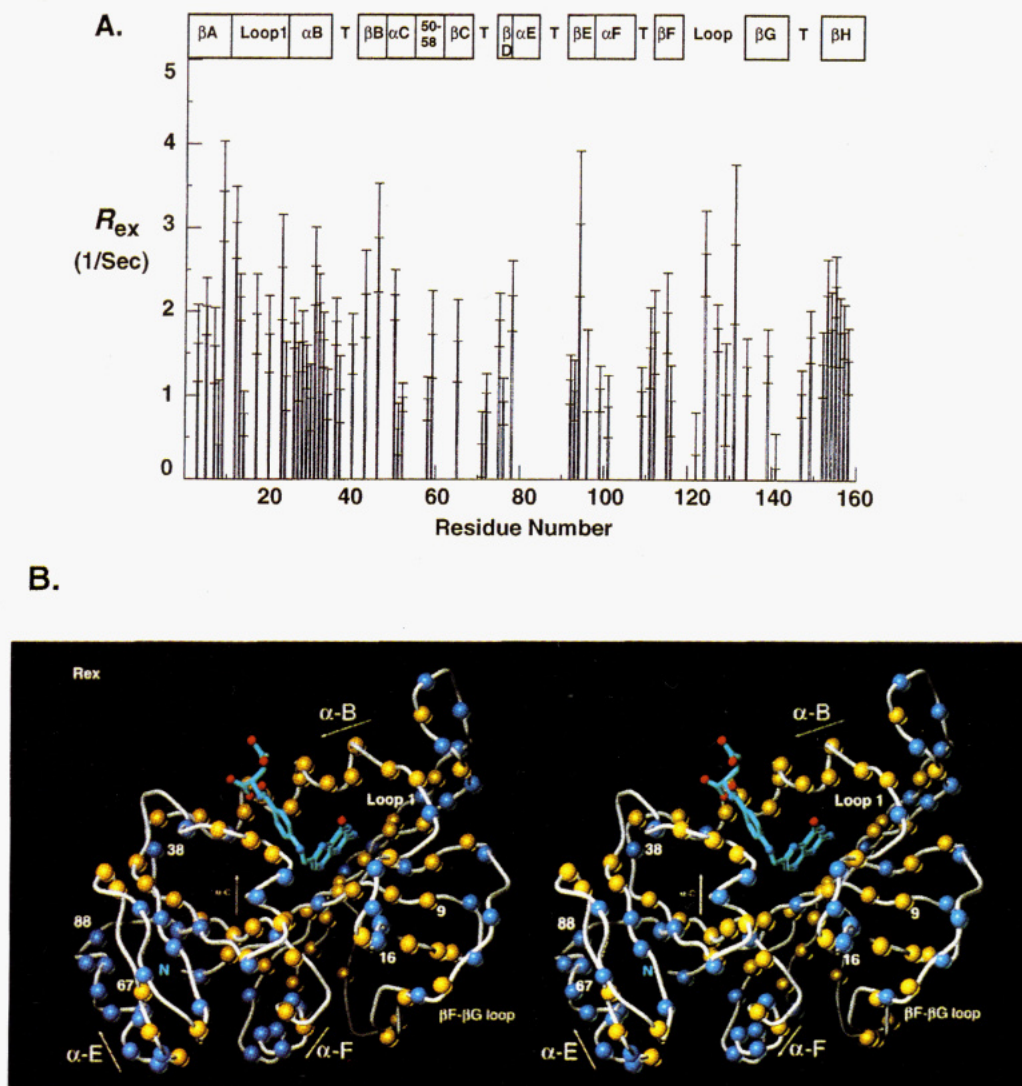 A.
βA Loop1 αB T βB αC 50-58 βC T βD αE T βE αF T βF Loop βG T βH
5
4
3
2
1
0
Rex
(1/Sec)
20 40 60 80 100 120 140 160
Residue Number
B.
Rex
α-B α-B
Loop 1 Loop 1
38 38
9 9
88 88
16 16
N N
67 67
βF-βG loop βF-βG loop
α-E α-F α-E α-F